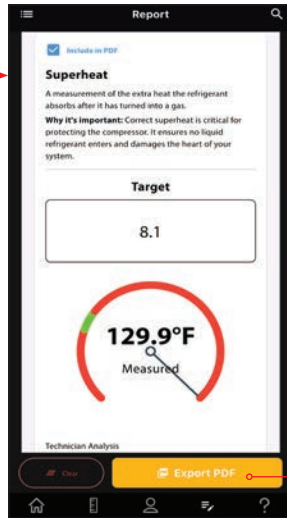 Report
Include in PDF
Superheat
A measurement of the extra heat the refrigerant
absorbs after it has turned into a gas.
Why it's important: Correct superheat is critical for
protecting the compressor. It ensures no liquid
refrigerant enters and damages the heart of your
system.
Target
8.1
129.9°F
Measured
Technician Analysis
Clear
Export PDF